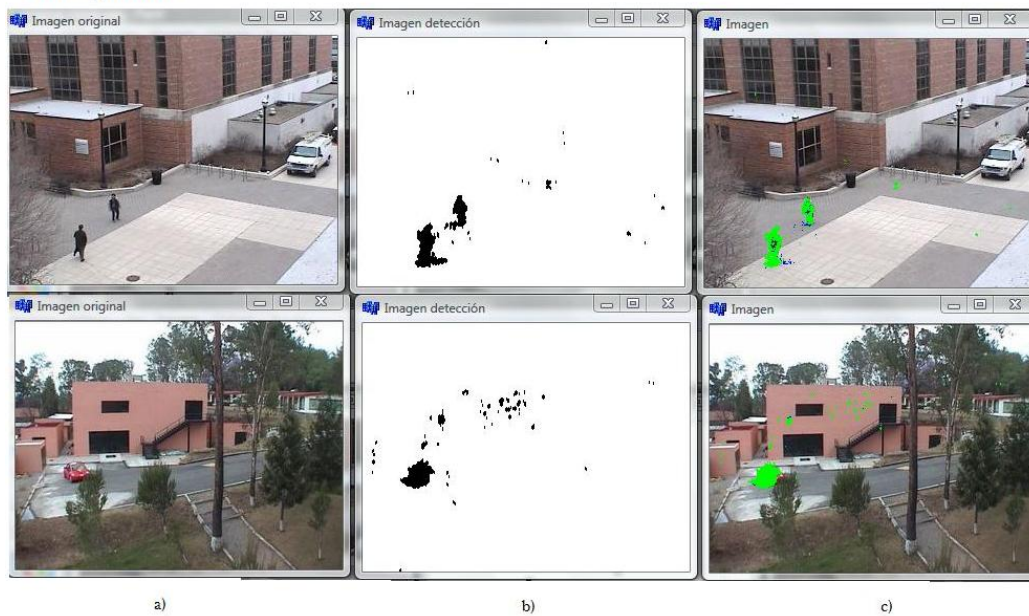 Imagen original
Imagen detección
Imagen
Imagen original
Imagen detección
Imagen
a)
b)
c)